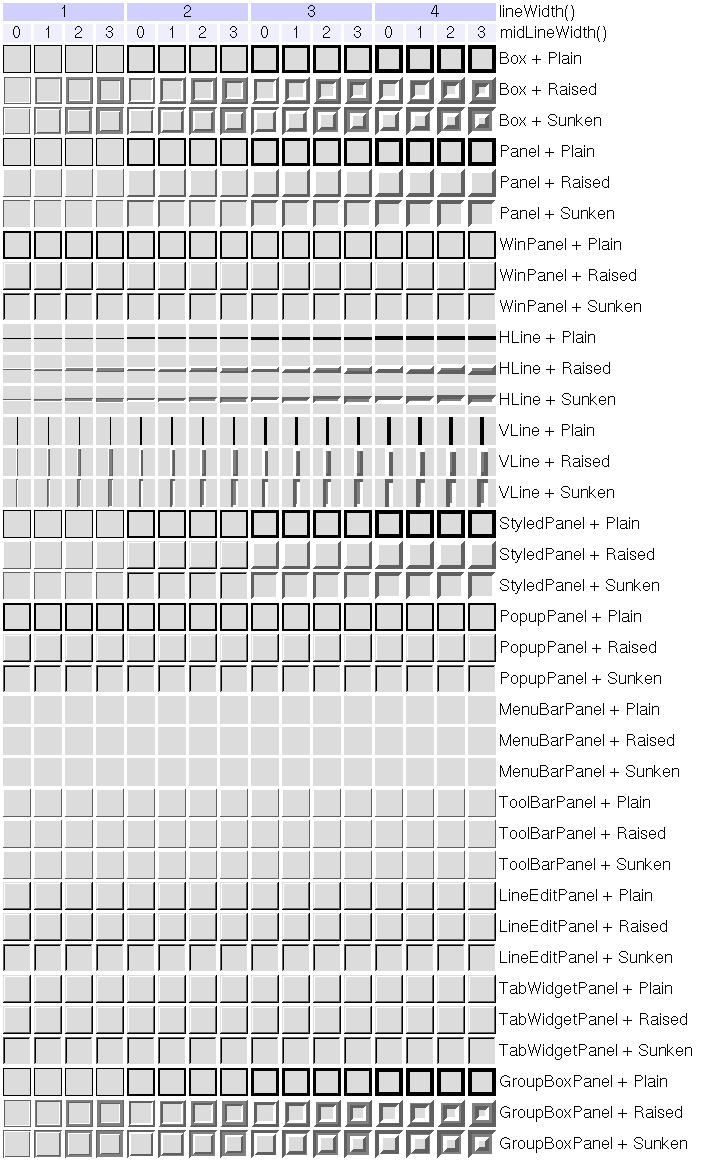 1 2 3 4 lineWidth()
0 1 2 3 0 1 2 3 0 1 2 3 0 1 2 3 midLineWidth()
Box + Plain
Box + Raised
Box + Sunken
Panel + Plain
Panel + Raised
Panel + Sunken
WinPanel + Plain
WinPanel + Raised
WinPanel + Sunken
HLine + Plain
HLine + Raised
HLine + Sunken
VLine + Plain
VLine + Raised
VLine + Sunken
StyledPanel + Plain
StyledPanel + Raised
StyledPanel + Sunken
PopupPanel + Plain
PopupPanel + Raised
PopupPanel + Sunken
MenuBarPanel + Plain
MenuBarPanel + Raised
MenuBarPanel + Sunken
ToolBarPanel + Plain
ToolBarPanel + Raised
ToolBarPanel + Sunken
LineEditPanel + Plain
LineEditPanel + Raised
LineEditPanel + Sunken
TabWidgetPanel + Plain
TabWidgetPanel + Raised
TabWidgetPanel + Sunken
GroupBoxPanel + Plain
GroupBoxPanel + Raised
GroupBoxPanel + Sunken